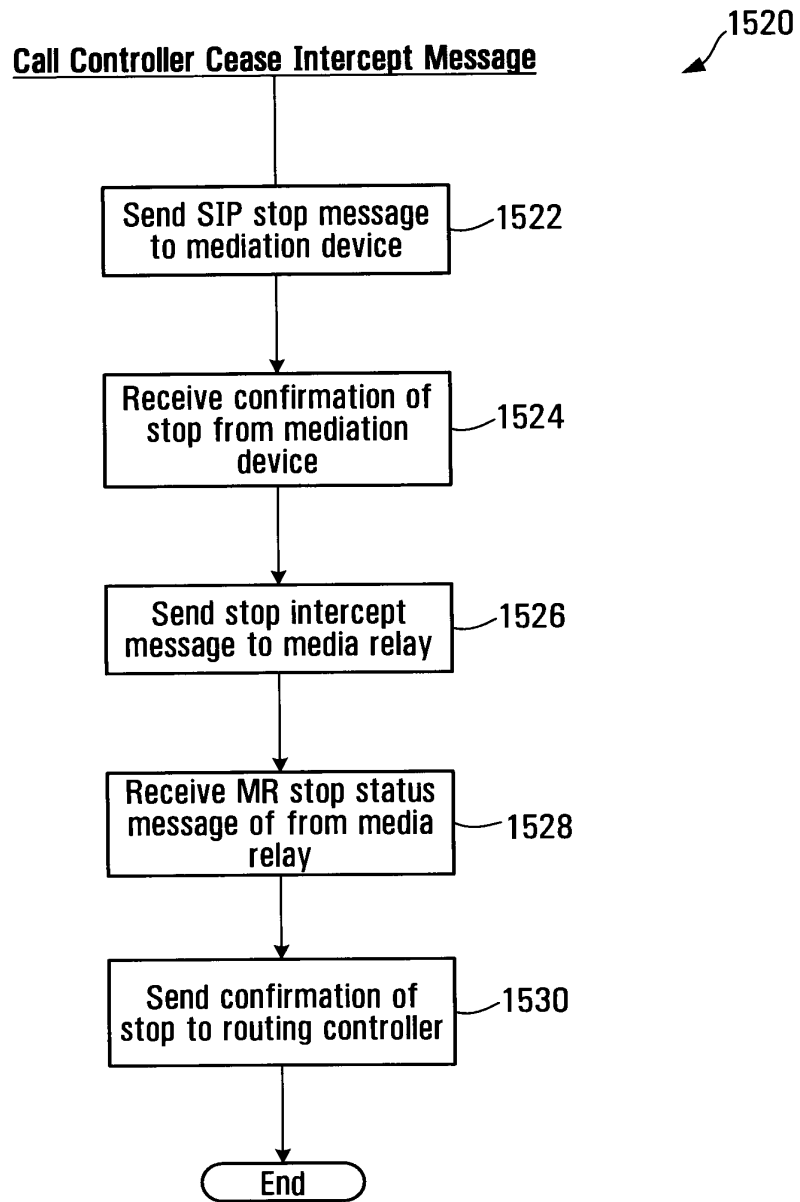 1520
Call Controller Cease Intercept Message
Send SIP stop message
to mediation device
1522
Receive confirmation of
stop from mediation
device
1524
Send stop intercept
message to media relay
1526
Receive MR stop status
message of from media
relay
1528
Send confirmation of
stop to routing controller
1530
End